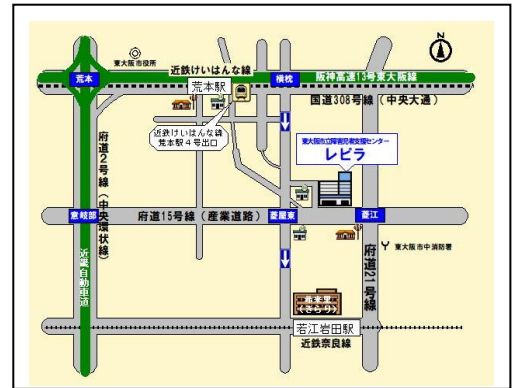 東大阪市役所
近鉄けいはんな線
荒本
荒本駅
横枕
阪神高速13号東大阪線
国道308号線（中央大通）
近鉄けいはんな線
荒本駅4号出口
東大阪市立障害児者支援センター
レピラ
府道2号線（中央環状線）
意岐部
府道15号線（産業道路）
菱屋東
菱江
東大阪市中消防署
近畿自動車道
府道21号線
希来里
（きらり）
若江岩田駅
近鉄奈良線